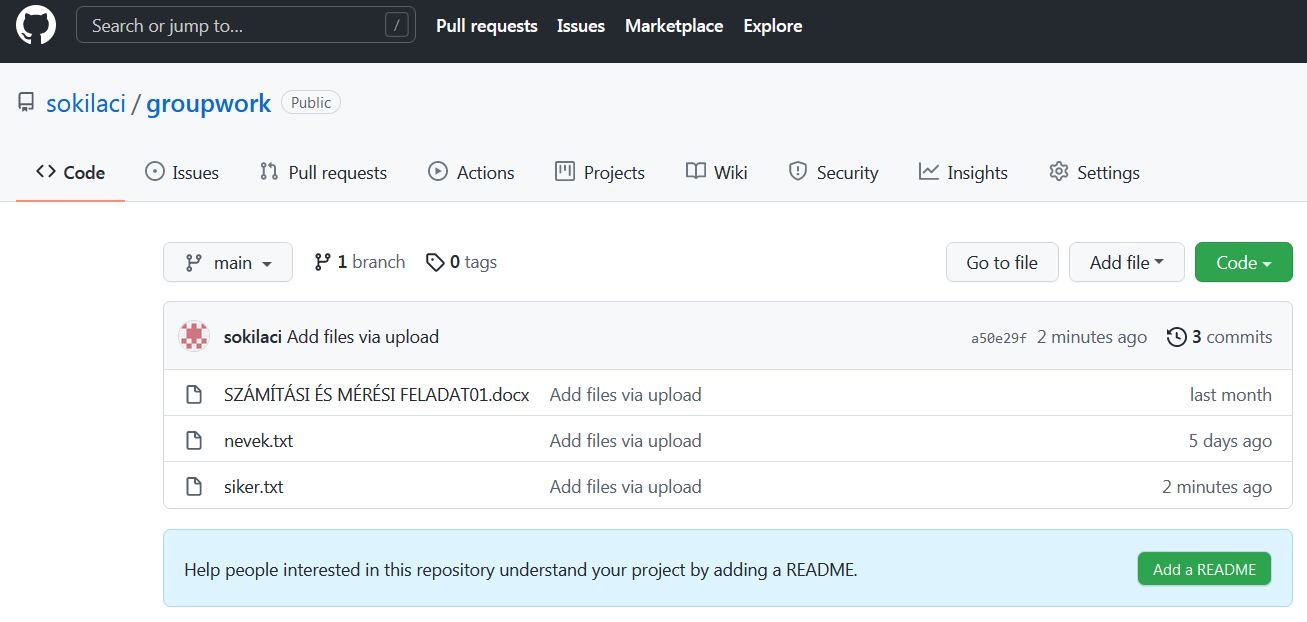 Search or jump to... / Pull requests Issues Marketplace Explore
sokilaci / groupwork Public
Code Issues Pull requests Actions Projects Wiki Security Insights Settings
main 1 branch 0 tags Go to file Add file Code
sokilaci Add files via upload a50e29f 2 minutes ago 3 commits
SZÁMÍTÁSI ÉS MÉRÉSI FELADAT01.docx Add files via upload last month
nevek.txt Add files via upload 5 days ago
siker.txt Add files via upload 2 minutes ago
Help people interested in this repository understand your project by adding a README. Add a README